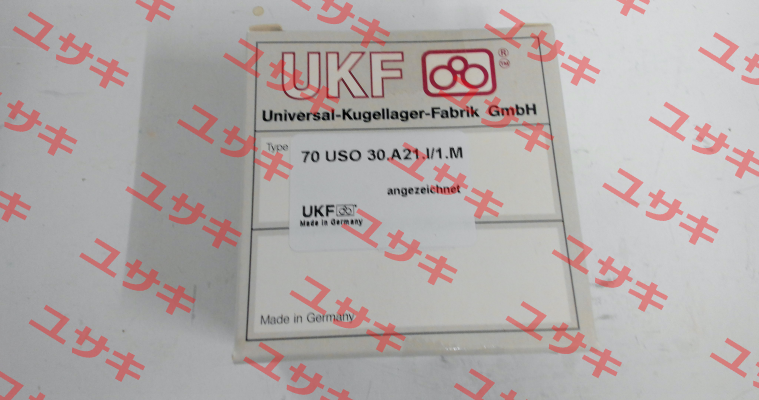 UKF ® ™
Universal-Kugellager-Fabrik GmbH
Type
70 USO 30.A21.I/1.M
angezeichnet
UKF
Made in Germany
Made in Germany
ユサキ